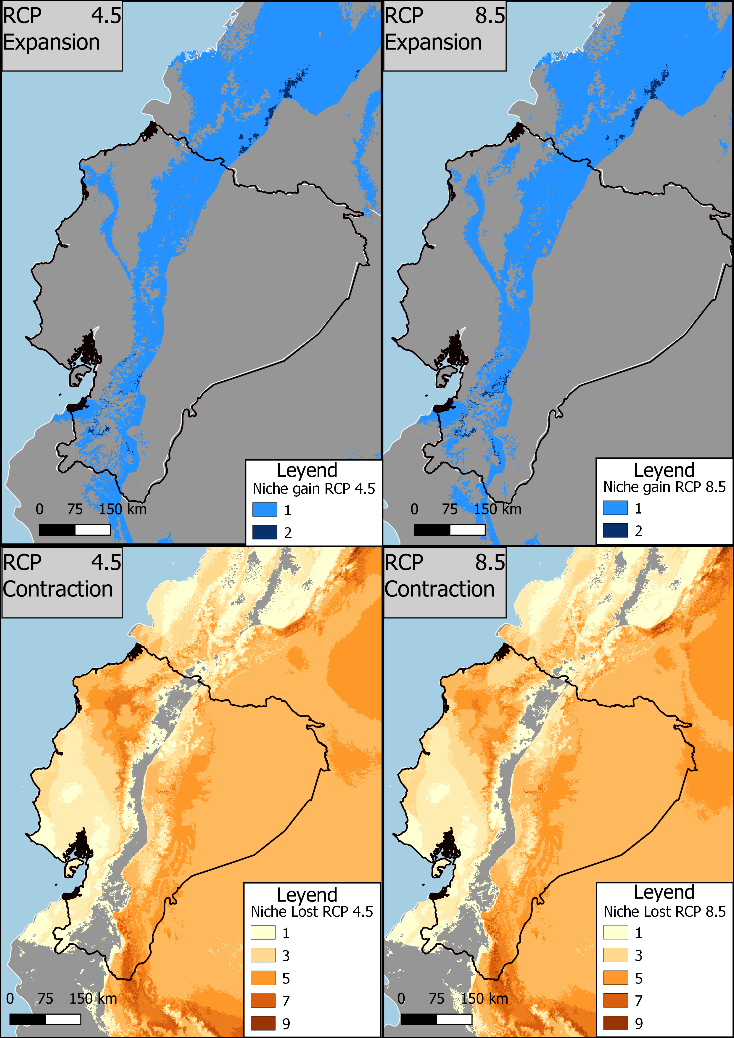 RCP 4.5
Expansion
Leyend
Niche gain RCP 4.5
1
2
0 75 150 km
RCP 8.5
Expansion
Leyend
Niche gain RCP 8.5
1
2
0 75 150 km
RCP 4.5
Contraction
Leyend
Niche Lost RCP 4.5
1
3
5
7
9
0 75 150 km
RCP 8.5
Contraction
Leyend
Niche Lost RCP 8.5
1
3
5
7
9
0 75 150 km